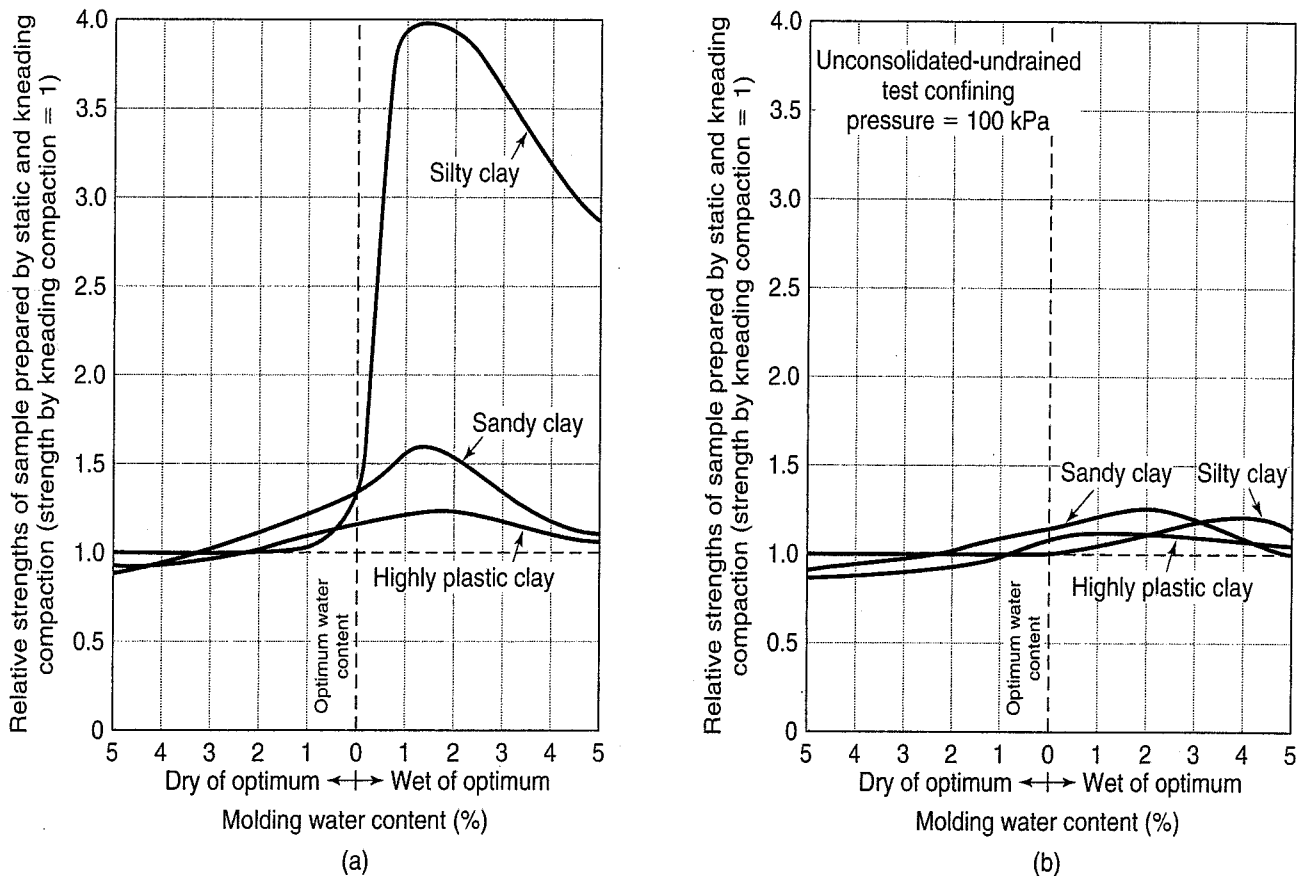 Relative strengths of sample prepared by static and kneading
compaction (strength by kneading compaction = 1)
4.0
3.5
3.0
2.5
2.0
1.5
1.0
0.5
0
Silty clay
Sandy clay
Highly plastic clay
Optimum water
content
5 4 3 2 1 0 1 2 3 4 5
Dry of optimum Wet of optimum
Molding water content (%)
(a)
Relative strengths of sample prepared by static and kneading
compaction (strength by kneading compaction = 1)
4.0
3.5
3.0
2.5
2.0
1.5
1.0
0.5
0
Unconsolidated-undrained
test confining
pressure = 100 kPa
Sandy clay Silty clay
Highly plastic clay
Optimum water
content
5 4 3 2 1 0 1 2 3 4 5
Dry of optimum Wet of optimum
Molding water content (%)
(b)